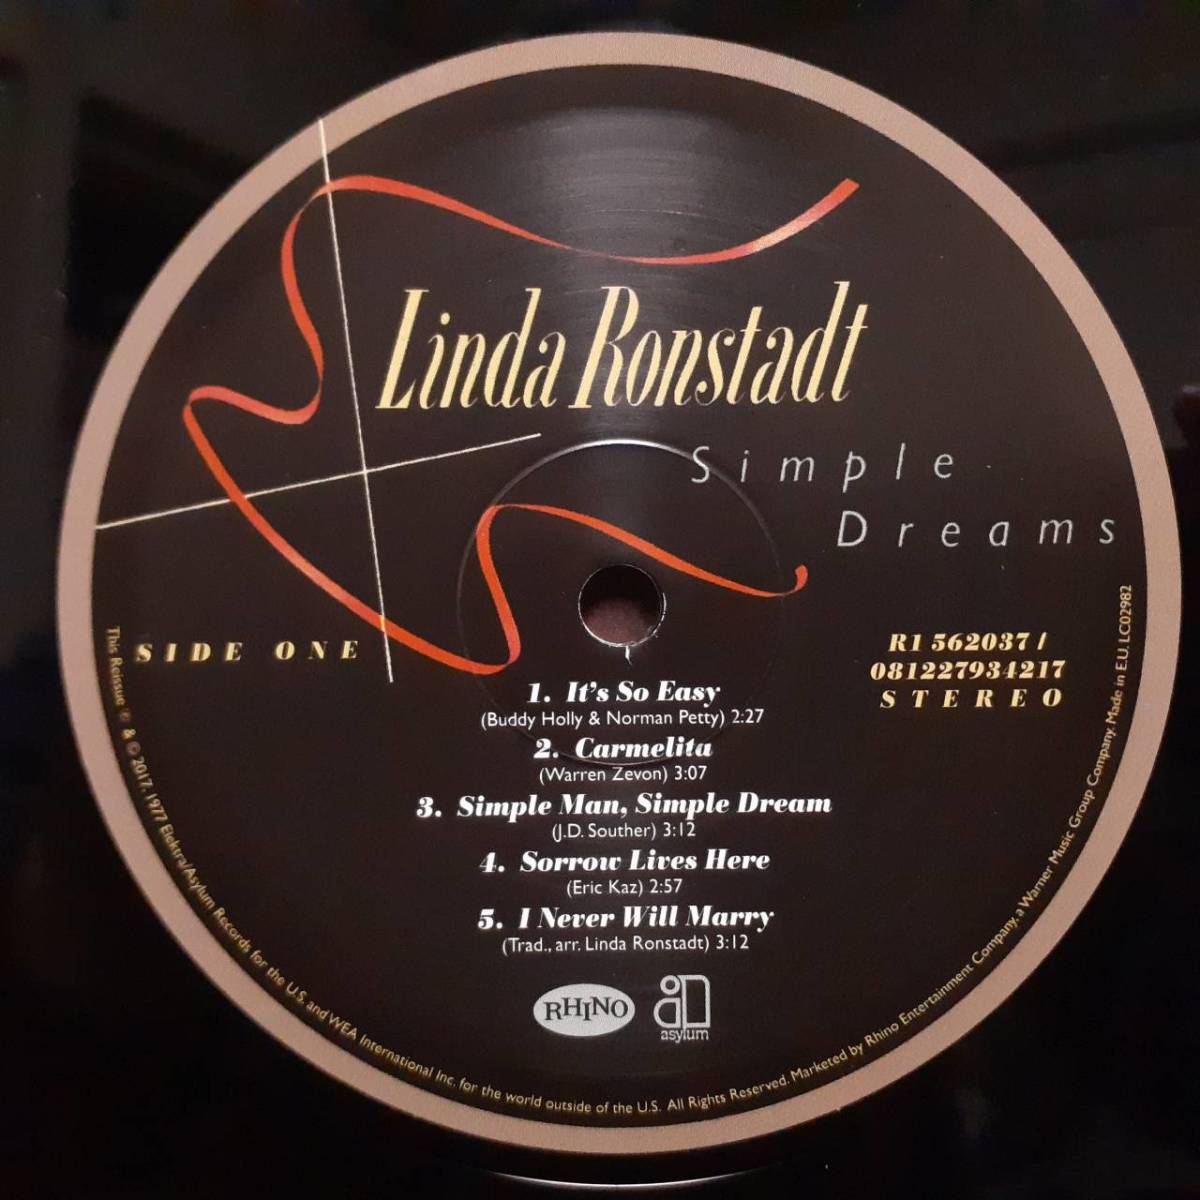 Linda Ronstadt
Simple
Dreams
SIDE ONE
R1 562037 /
081227934217
STEREO
1. It's So Easy
(Buddy Holly & Norman Petty) 2:27
2. Carmelita
(Warren Zevon) 3:07
3. Simple Man, Simple Dream
(J.D. Souther) 3:12
4. Sorrow Lives Here
(Eric Kaz) 2:57
5. I Never Will Marry
(Trad., arr. Linda Ronstadt) 3:12
RHINO
asylum
This Reissue ℗ & © 2017, 1977 Elektra/Asylum Records for the U.S. and WEA International Inc. for the world outside of the U.S. All Rights Reserved. Marketed by Rhino Entertainment Company, a Warner Music Group Company. Made in E.U. LC02982